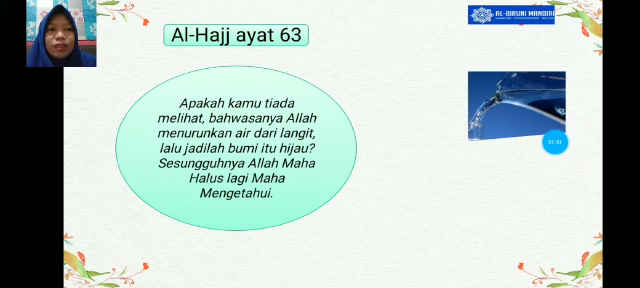 Al-Hajj ayat 63
AL-BIRUNI MANDIRI
Apakah kamu tiada
melihat, bahwasanya Allah
menurunkan air dari langit,
lalu jadilah bumi itu hijau?
Sesungguhnya Allah Maha
Halus lagi Maha
Mengetahui.
01:51